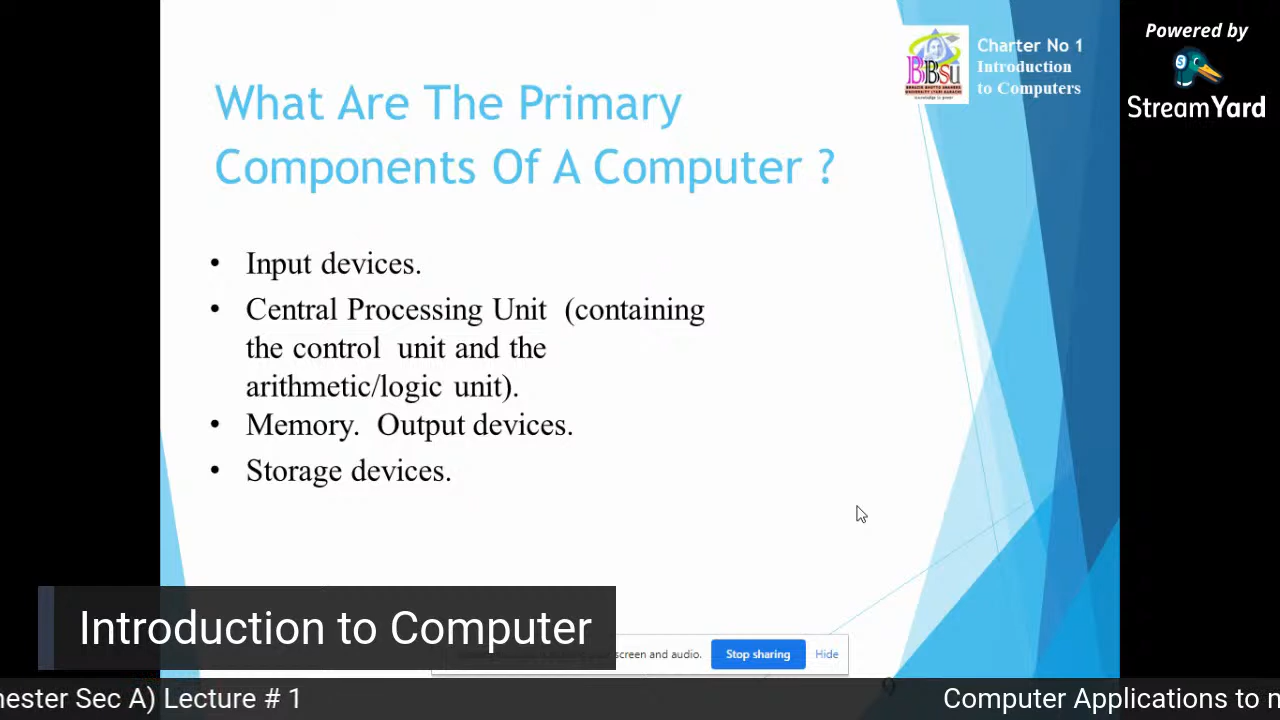 Powered by
StreamYard
Charter No 1
Introduction
to Computers
BBSU
What Are The Primary
Components Of A Computer ?
• Input devices.
• Central Processing Unit (containing
the control unit and the
arithmetic/logic unit).
• Memory. Output devices.
• Storage devices.
Introduction to Computer
screen and audio.
Stop sharing
Hide
9
Sec A) Lecture # 1
Computer Applications to